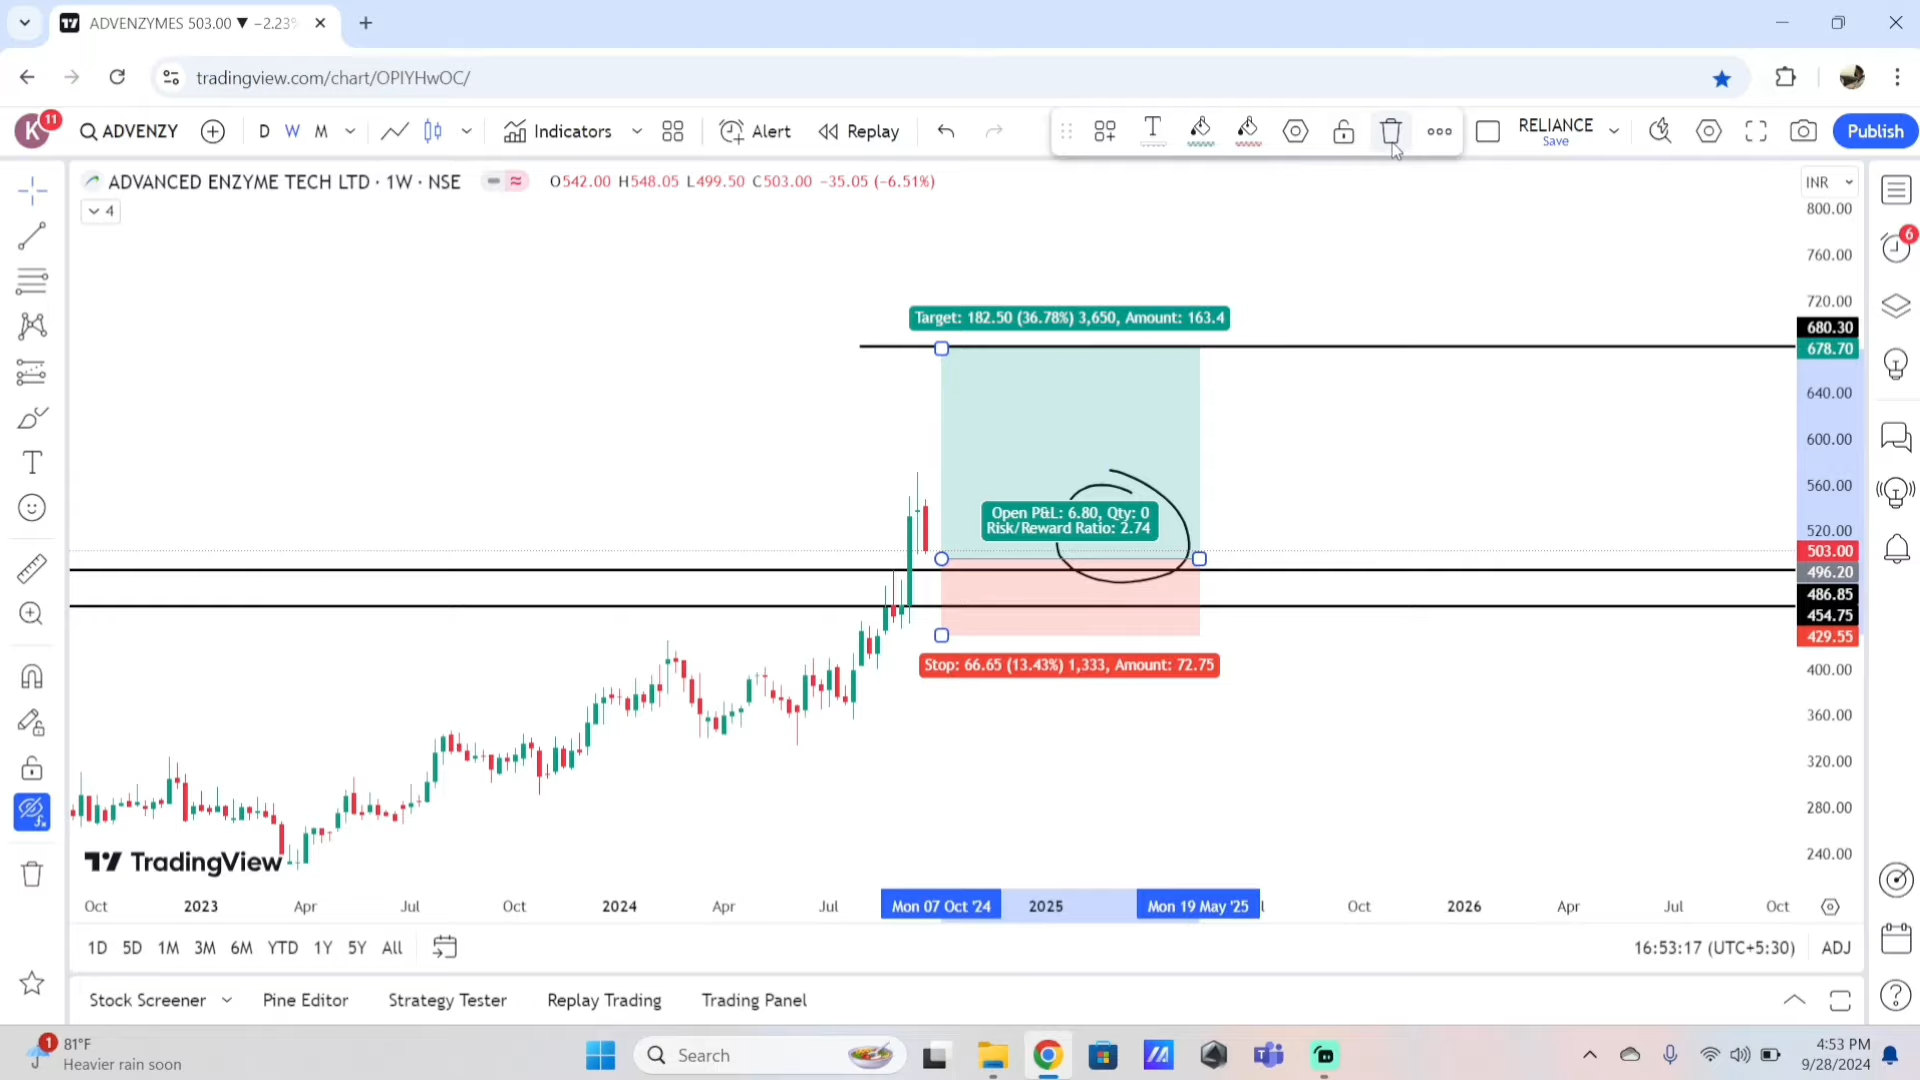 ADVENZYMES 503.00 ▼ −2.23%
tradingview.com/chart/OPIYHwOC/
K
11
ADVENZY
D W M
Indicators
Alert
Replay
T
RELIANCE
Save
Publish
ADVANCED ENZYME TECH LTD · 1W · NSE
O542.00 H548.05 L499.50 C503.00 −35.05 (−6.51%)
4
INR
800.00
760.00
720.00
680.30
678.70
640.00
600.00
560.00
520.00
503.00
496.20
486.85
454.75
429.55
400.00
360.00
320.00
280.00
240.00
6
Target: 182.50 (36.78%) 3,650, Amount: 163.4
Open P&L: 6.80, Qty: 0
Risk/Reward Ratio: 2.74
Stop: 66.65 (13.43%) 1,333, Amount: 72.75
TradingView
Oct 2023 Apr Jul Oct 2024 Apr Jul Mon 07 Oct '24 2025 Mon 19 May '25 Oct 2026 Apr Jul Oct
1D 5D 1M 3M 6M YTD 1Y 5Y All
16:53:17 (UTC+5:30) ADJ
Stock Screener Pine Editor Strategy Tester Replay Trading Trading Panel
1
81°F
Heavier rain soon
Search
4:53 PM
9/28/2024